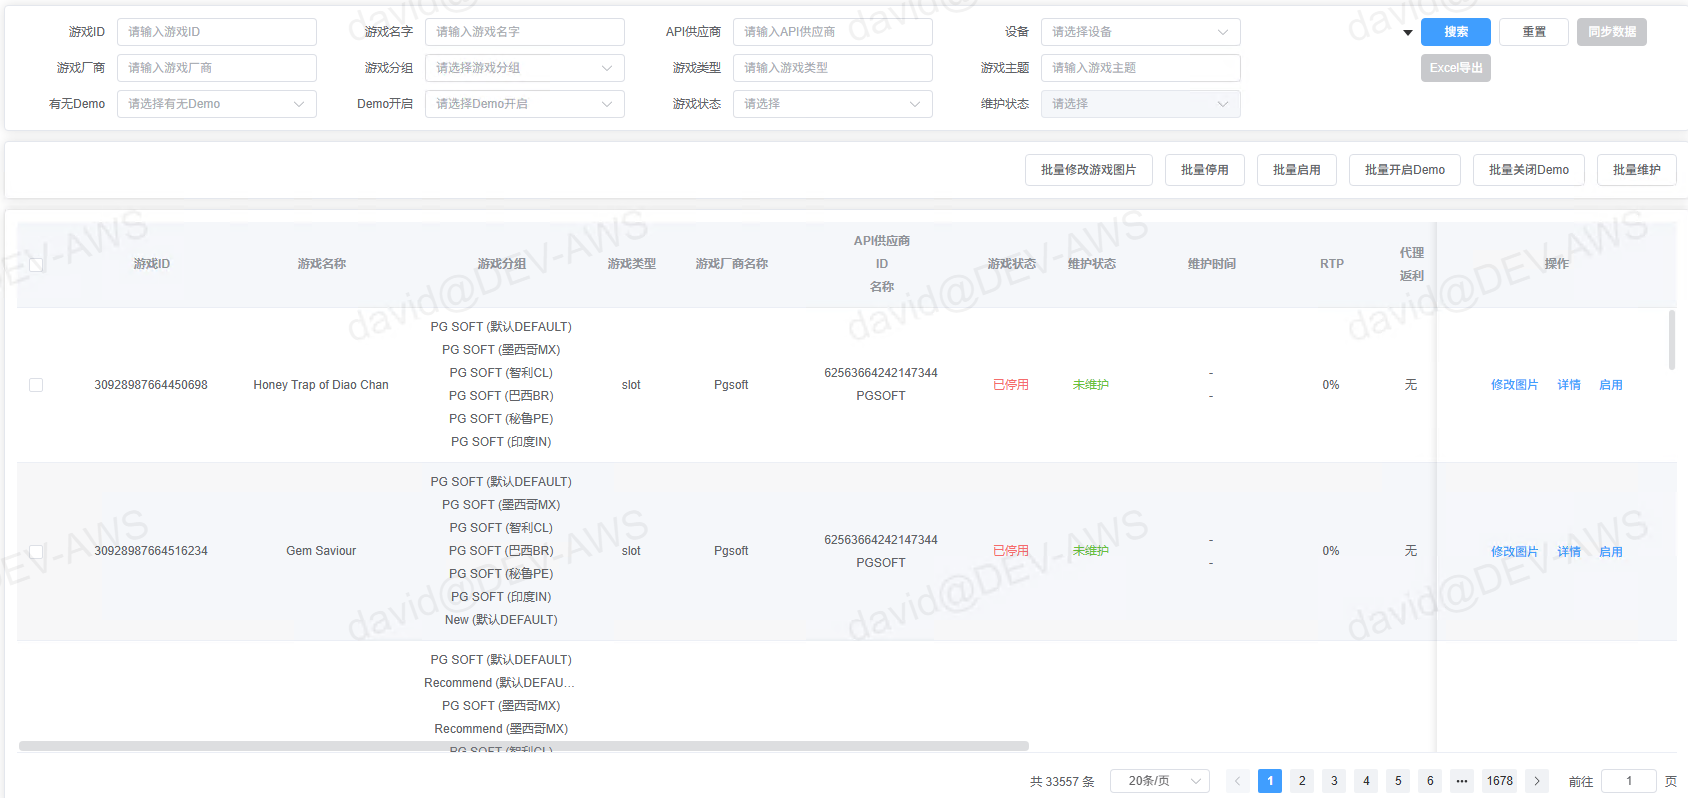 游戏ID 请输入游戏ID 游戏名字 请输入游戏名字 API供应商 请输入API供应商 设备 请选择设备 搜索 重置 同步数据
游戏厂商 请输入游戏厂商 游戏分组 请选择游戏分组 游戏类型 请输入游戏类型 游戏主题 请输入游戏主题 Excel导出
有无Demo 请选择有无Demo Demo开启 请选择Demo开启 游戏状态 请选择 维护状态 请选择
批量修改游戏图片 批量停用 批量启用 批量开启Demo 批量关闭Demo 批量维护
游戏ID 游戏名称 游戏分组 游戏类型 游戏厂商名称 API供应商 ID 名称 游戏状态 维护状态 维护时间 RTP 代理返利 操作
PG SOFT (默认DEFAULT)
PG SOFT (墨西哥MX)
PG SOFT (智利CL)
30928987664450698 Honey Trap of Diao Chan slot Pgsoft 62563664242147344 已停用 未维护 - 0% 无 修改图片 详情 启用
PG SOFT (巴西BR) PGSOFT -
PG SOFT (秘鲁PE)
PG SOFT (印度IN)
PG SOFT (默认DEFAULT)
PG SOFT (墨西哥MX)
PG SOFT (智利CL)
62563664242147344 -
30928987664516234 Gem Saviour PG SOFT (巴西BR) slot Pgsoft 已停用 未维护 0% 无 修改图片 详情 启用
PGSOFT -
PG SOFT (秘鲁PE)
PG SOFT (印度IN)
New (默认DEFAULT)
PG SOFT (默认DEFAULT)
Recommend (默认DEFAU...
PG SOFT (墨西哥MX)
Recommend (墨西哥MX)
PG SOFT (智利CL)
共 33557 条 20条/页 1 2 3 4 5 6 ••• 1678 前往 1 页
david@DEV-AWS